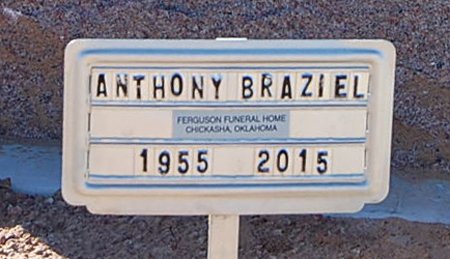 ANTHONY BRAZIEL
FERGUSON FUNERAL HOME
CHICKASHA, OKLAHOMA
1955 2015